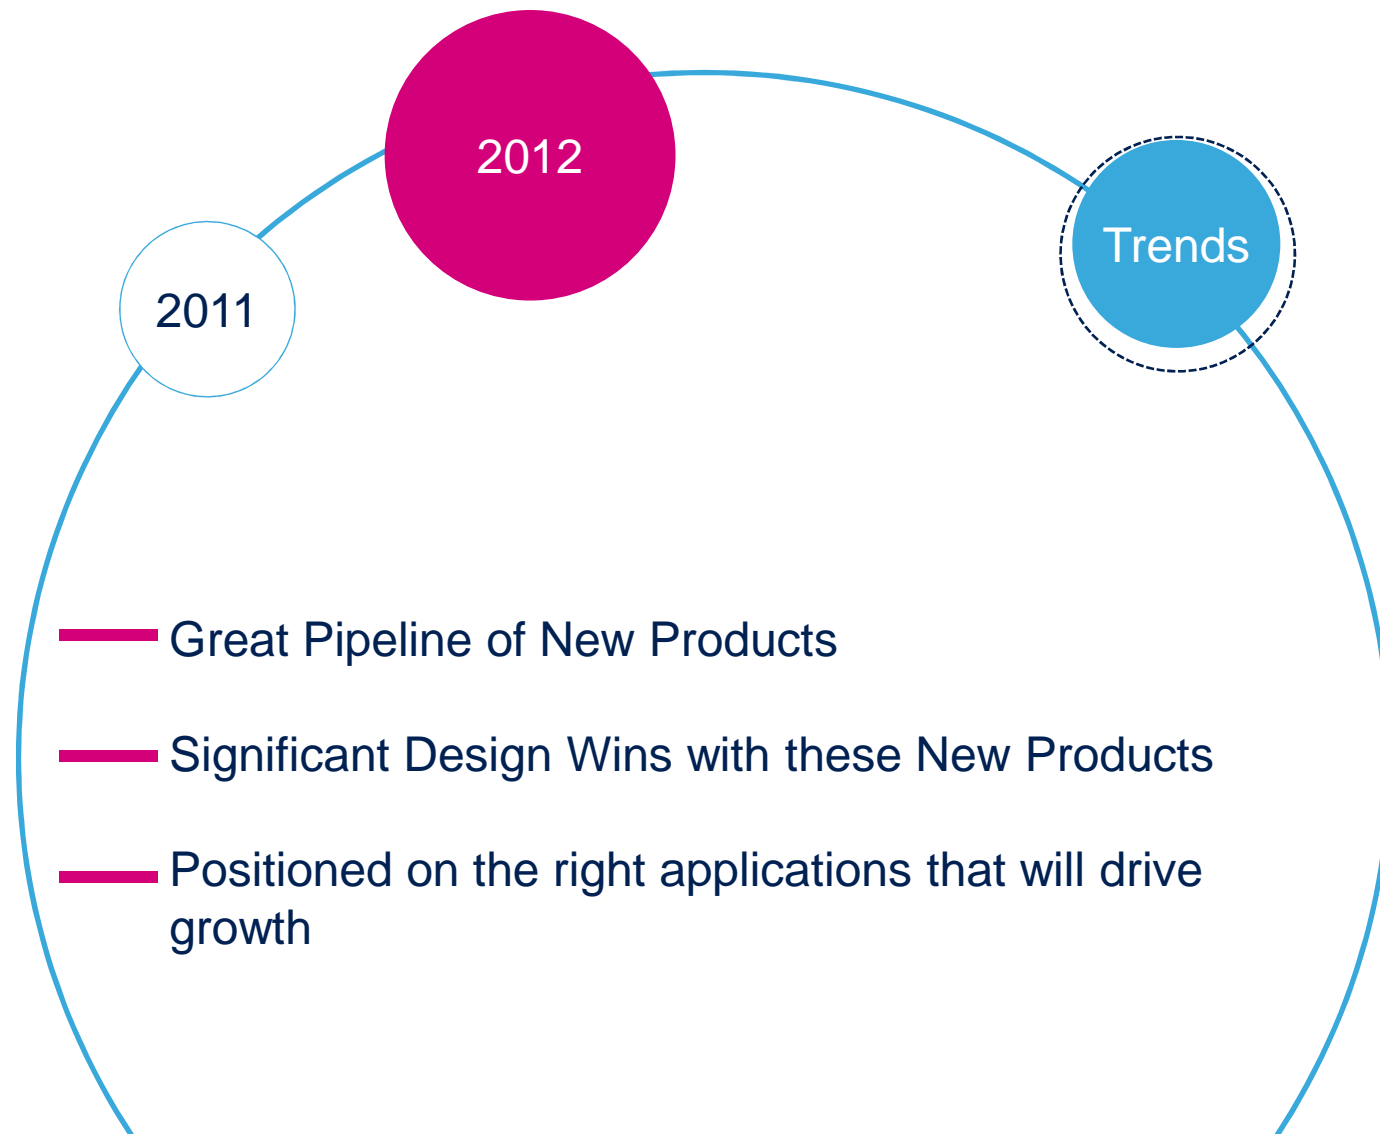 2012
Trends
2011
Great Pipeline of New Products
Significant Design Wins with these New Products
Positioned on the right applications that will drive
growth